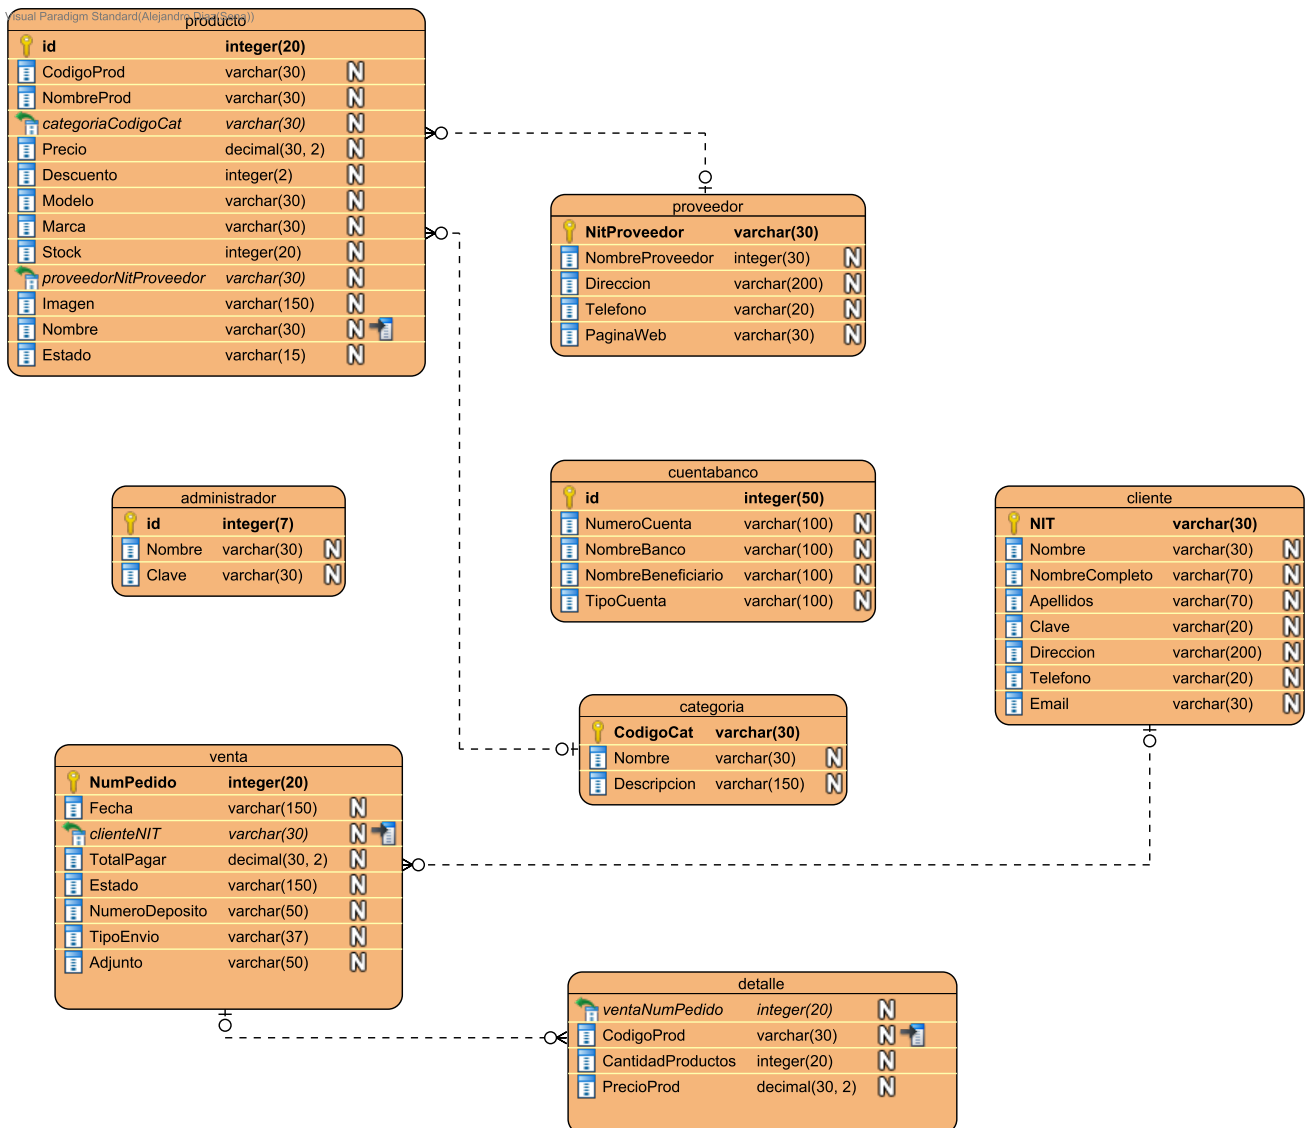 Visual Paradigm Standard(Alejandro Diaz(Sena))
producto
id integer(20)
CodigoProd varchar(30) N
NombreProd varchar(30) N
categoriaCodigoCat varchar(30) N
Precio decimal(30, 2) N
Descuento integer(2) N
Modelo varchar(30) N
Marca varchar(30) N
Stock integer(20) N
proveedorNitProveedor varchar(30) N
Imagen varchar(150) N
Nombre varchar(30) N
Estado varchar(15) N
proveedor
NitProveedor varchar(30)
NombreProveedor integer(30) N
Direccion varchar(200) N
Telefono varchar(20) N
PaginaWeb varchar(30) N
administrador
id integer(7)
Nombre varchar(30) N
Clave varchar(30) N
cuentabanco
id integer(50)
NumeroCuenta varchar(100) N
NombreBanco varchar(100) N
NombreBeneficiario varchar(100) N
TipoCuenta varchar(100) N
cliente
NIT varchar(30)
Nombre varchar(30) N
NombreCompleto varchar(70) N
Apellidos varchar(70) N
Clave varchar(20) N
Direccion varchar(200) N
Telefono varchar(20) N
Email varchar(30) N
categoria
CodigoCat varchar(30)
Nombre varchar(30) N
Descripcion varchar(150) N
venta
NumPedido integer(20)
Fecha varchar(150) N
clienteNIT varchar(30) N
TotalPagar decimal(30, 2) N
Estado varchar(150) N
NumeroDeposito varchar(50) N
TipoEnvio varchar(37) N
Adjunto varchar(50) N
detalle
ventaNumPedido integer(20) N
CodigoProd varchar(30) N
CantidadProductos integer(20) N
PrecioProd decimal(30, 2) N